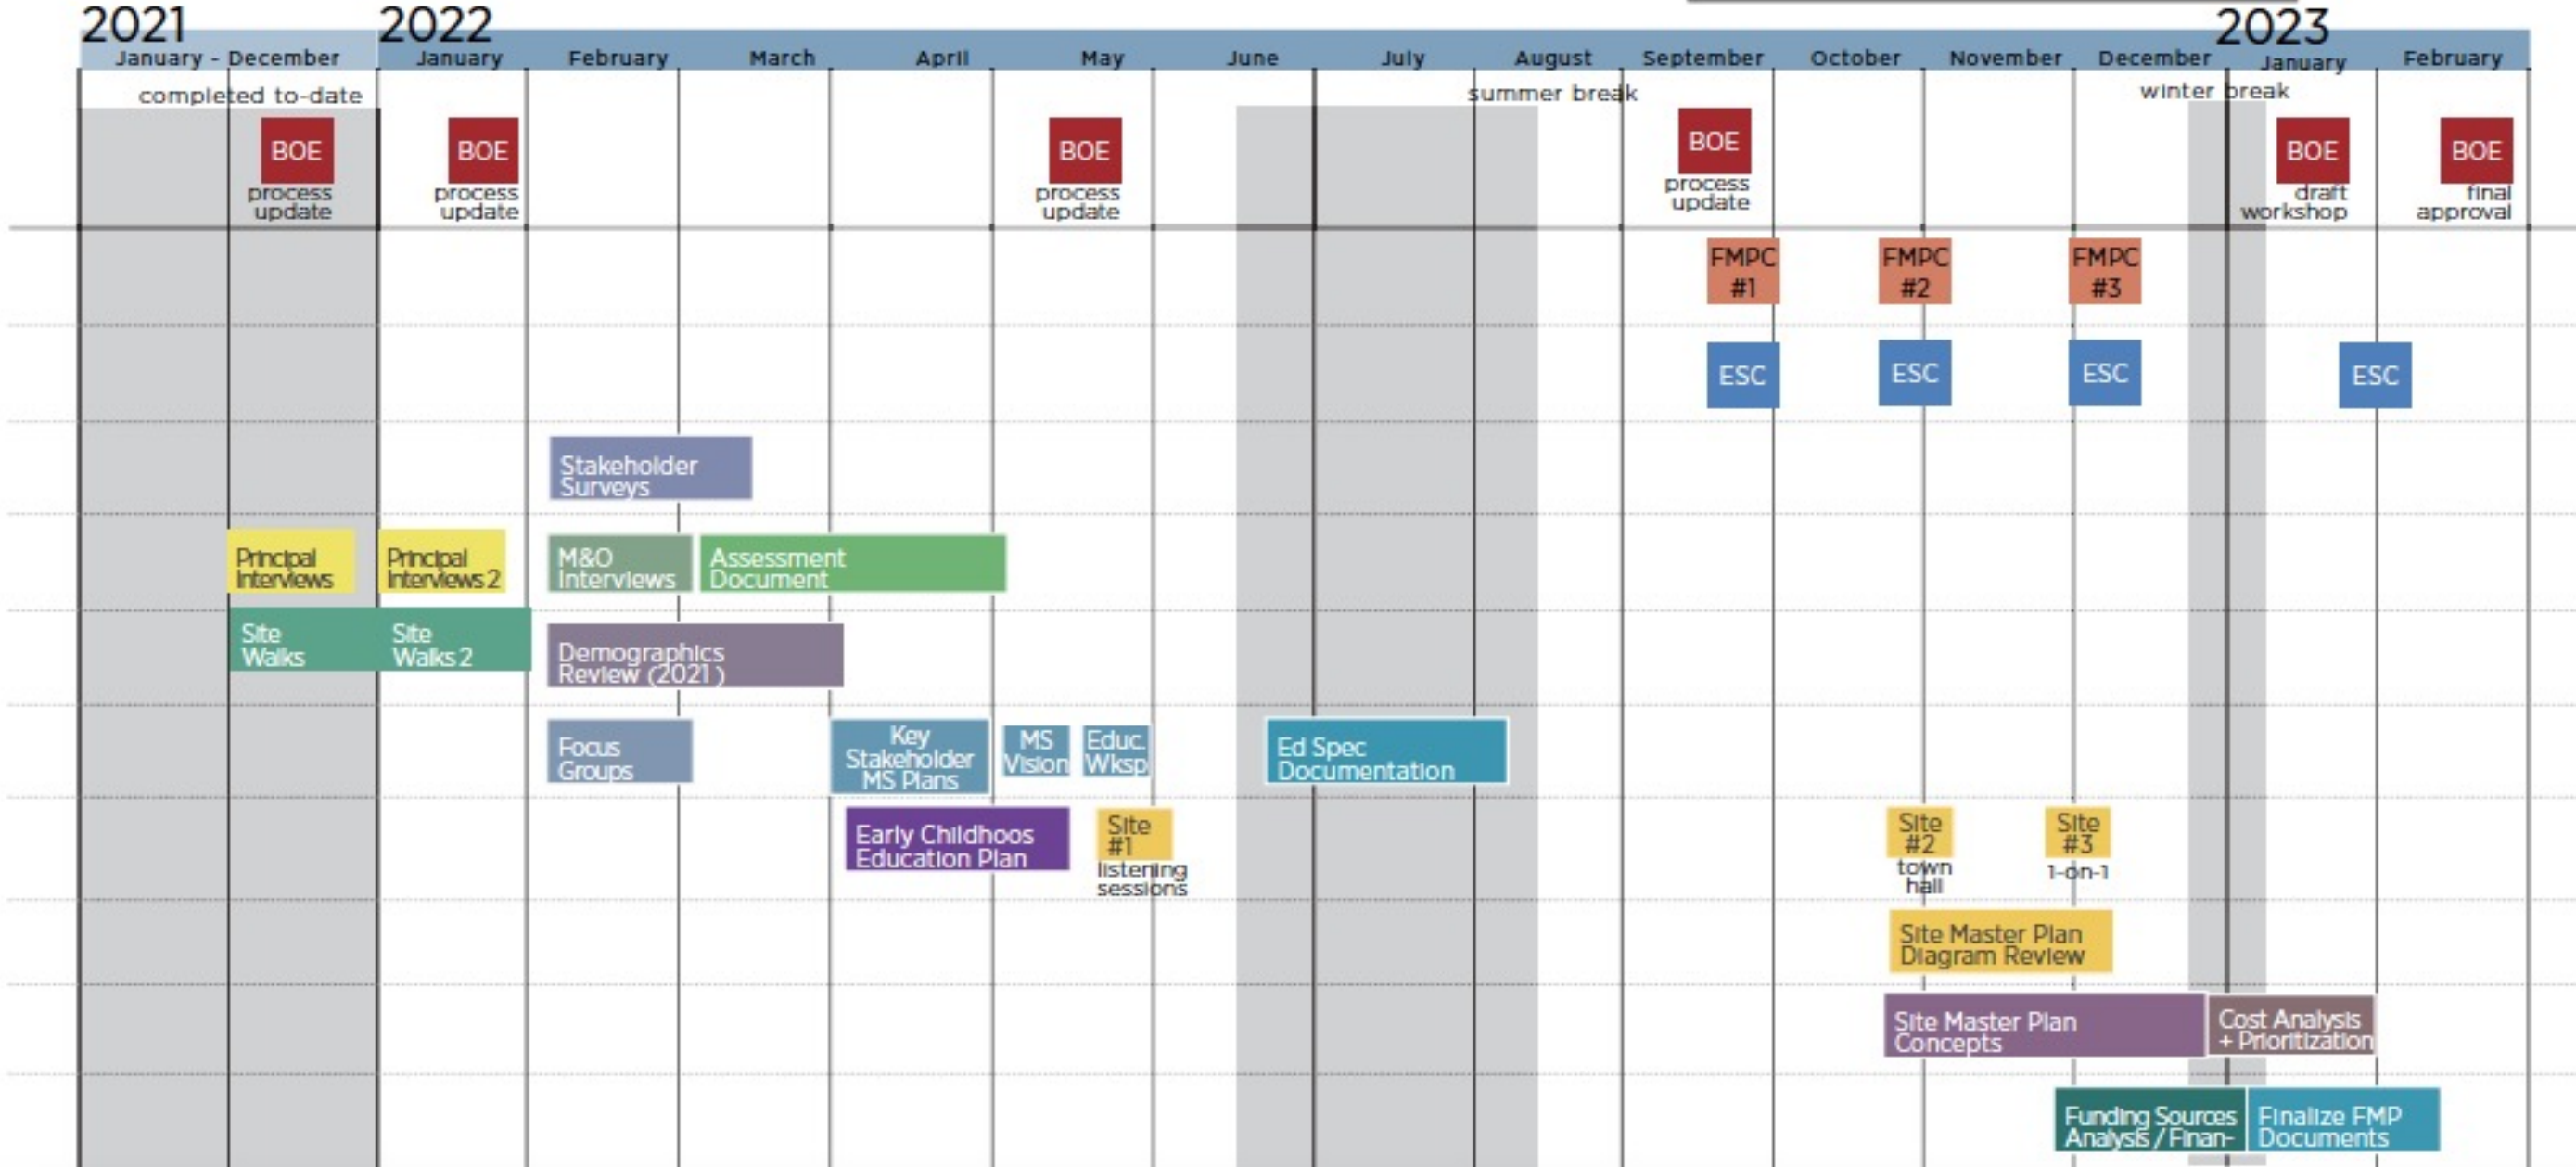 2021
2022
2023
January - December
January
February
March
April
May
June
July
August
September
October
November
December
January
February
completed to-date
summer break
winter break
BOE
process
update
BOE
process
update
BOE
process
update
BOE
process
update
BOE
draft
workshop
BOE
final
approval
FMPC
#1
FMPC
#2
FMPC
#3
ESC
ESC
ESC
ESC
Stakeholder
Surveys
Principal
Interviews
Principal
Interviews 2
M&O
Interviews
Assessment
Document
Site
Walks
Site
Walks 2
Demographics
Review (2021 )
Focus
Groups
Key
Stakeholder
MS Plans
MS
Vision
Educ.
Wksp
Ed Spec
Documentation
Early Childhoos
Education Plan
Site
#1
listening
sessions
Site
#2
town
hall
Site
#3
1-on-1
Site Master Plan
Diagram Review
Site Master Plan
Concepts
Cost Analysis
+ Prioritization
Funding Sources
Analysis / Finan-
Finalize FMP
Documents